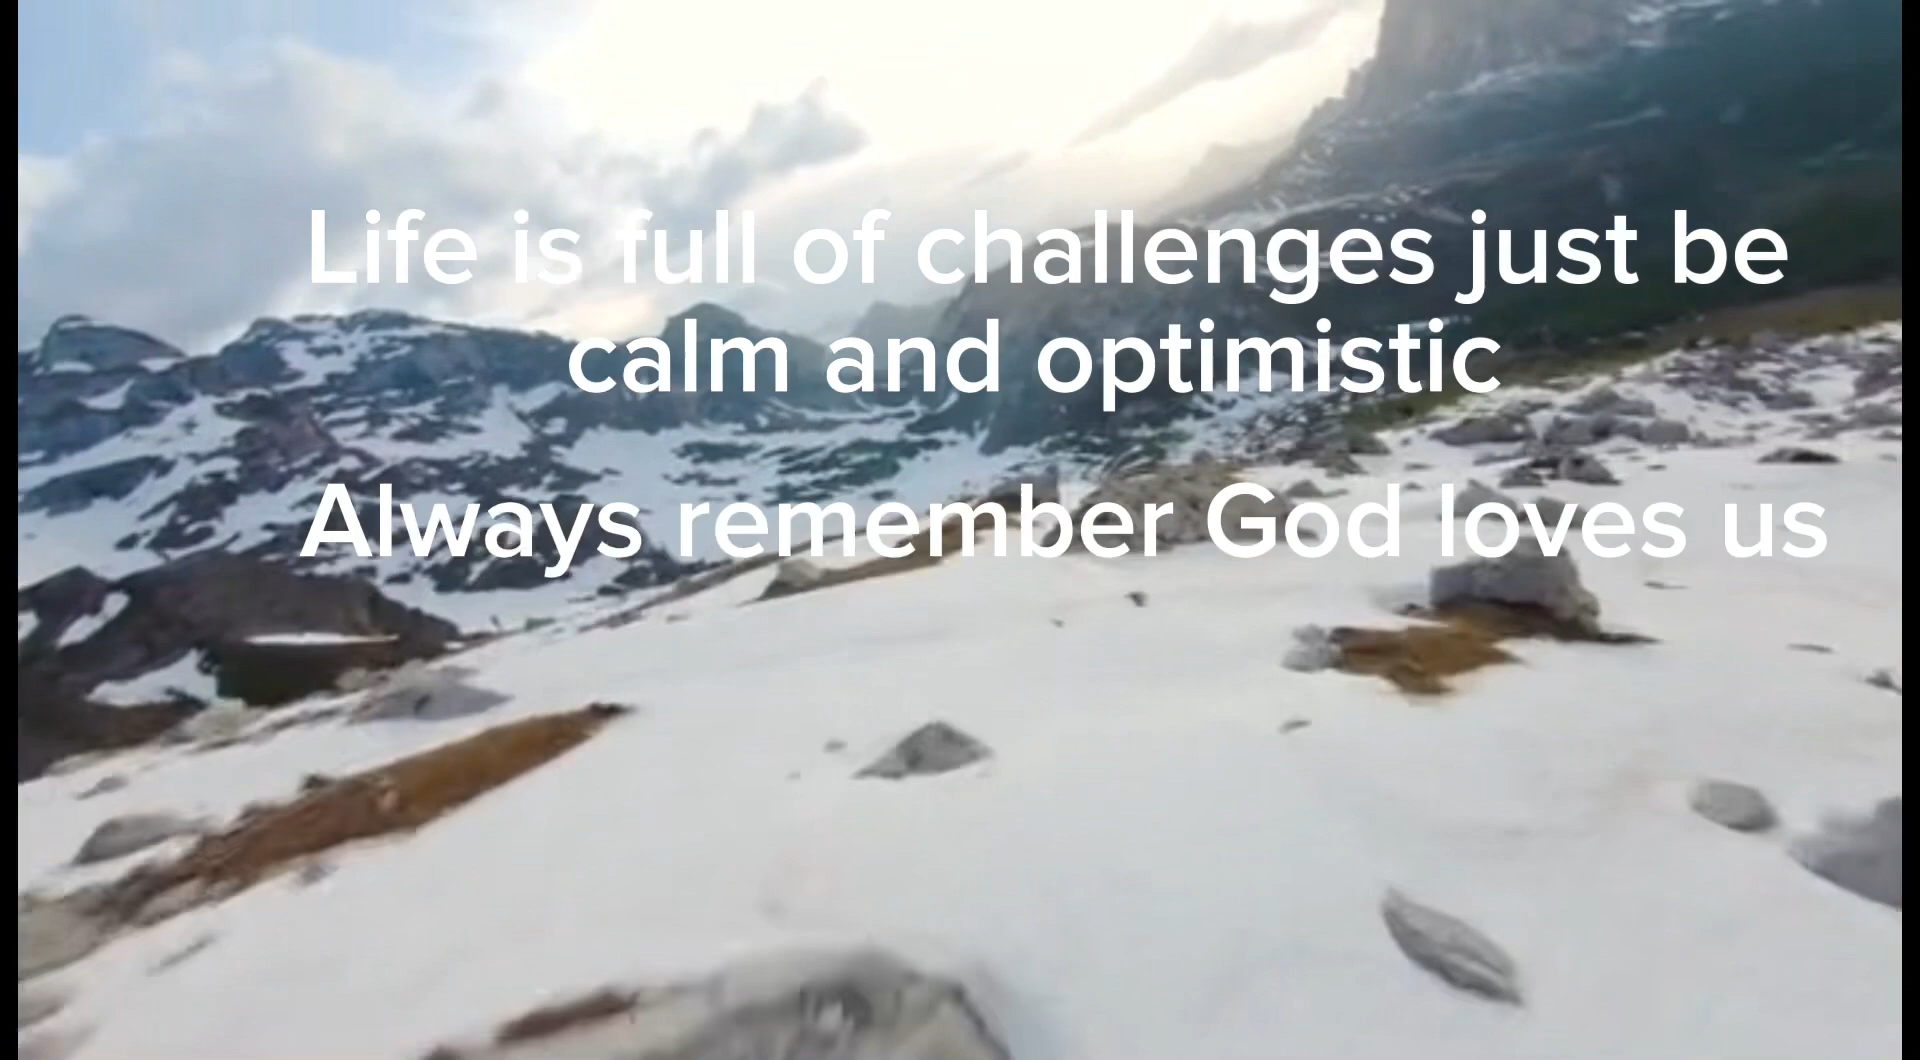 Life is full of challenges just be
calm and optimistic
Always remember God loves us